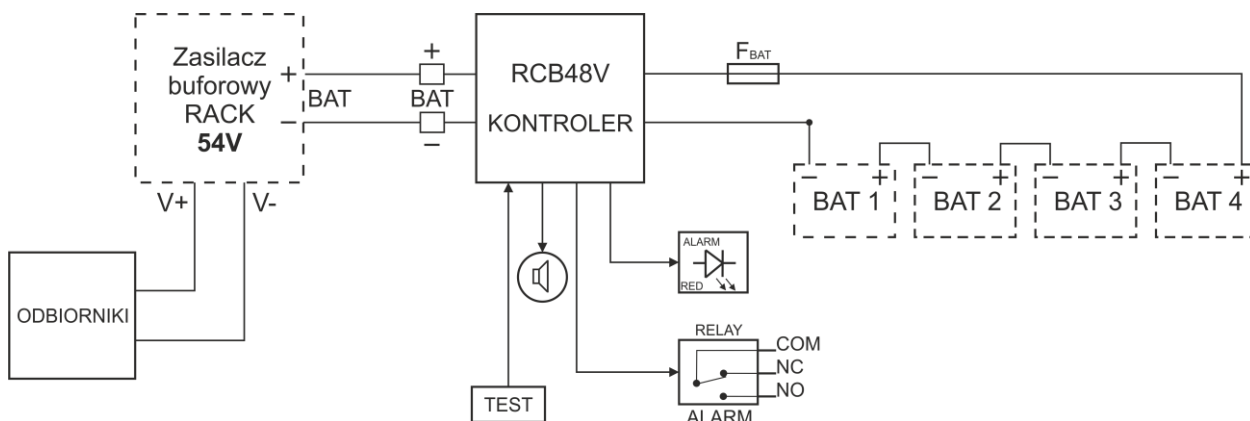 Zasilacz
buforowy
RACK
54V
+
−
BAT
+
BAT
−
RCB48V
KONTROLER
FBAT
− +
BAT 1
− +
BAT 2
− +
BAT 3
− +
BAT 4
V+
V-
ODBIORNIKI
ALARM
RED
RELAY
COM
NC
NO
ALARM
TEST